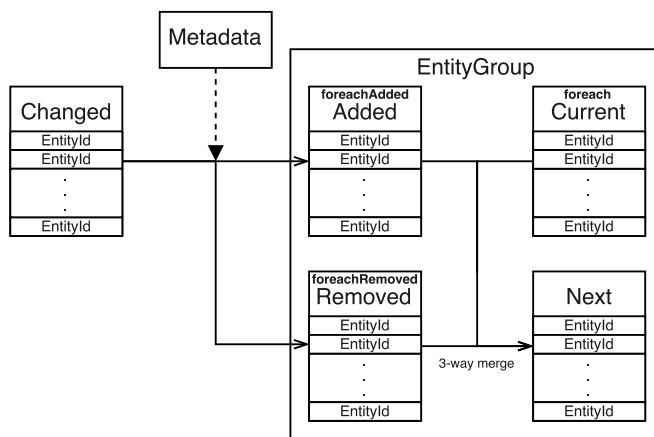 Metadata
EntityGroup
Changed
EntityId
EntityId
.
.
.
EntityId
foreachAdded
Added
EntityId
EntityId
.
.
.
EntityId
foreach
Current
EntityId
EntityId
.
.
.
EntityId
foreachRemoved
Removed
EntityId
EntityId
.
.
.
EntityId
3-way merge
Next
EntityId
EntityId
.
.
.
EntityId